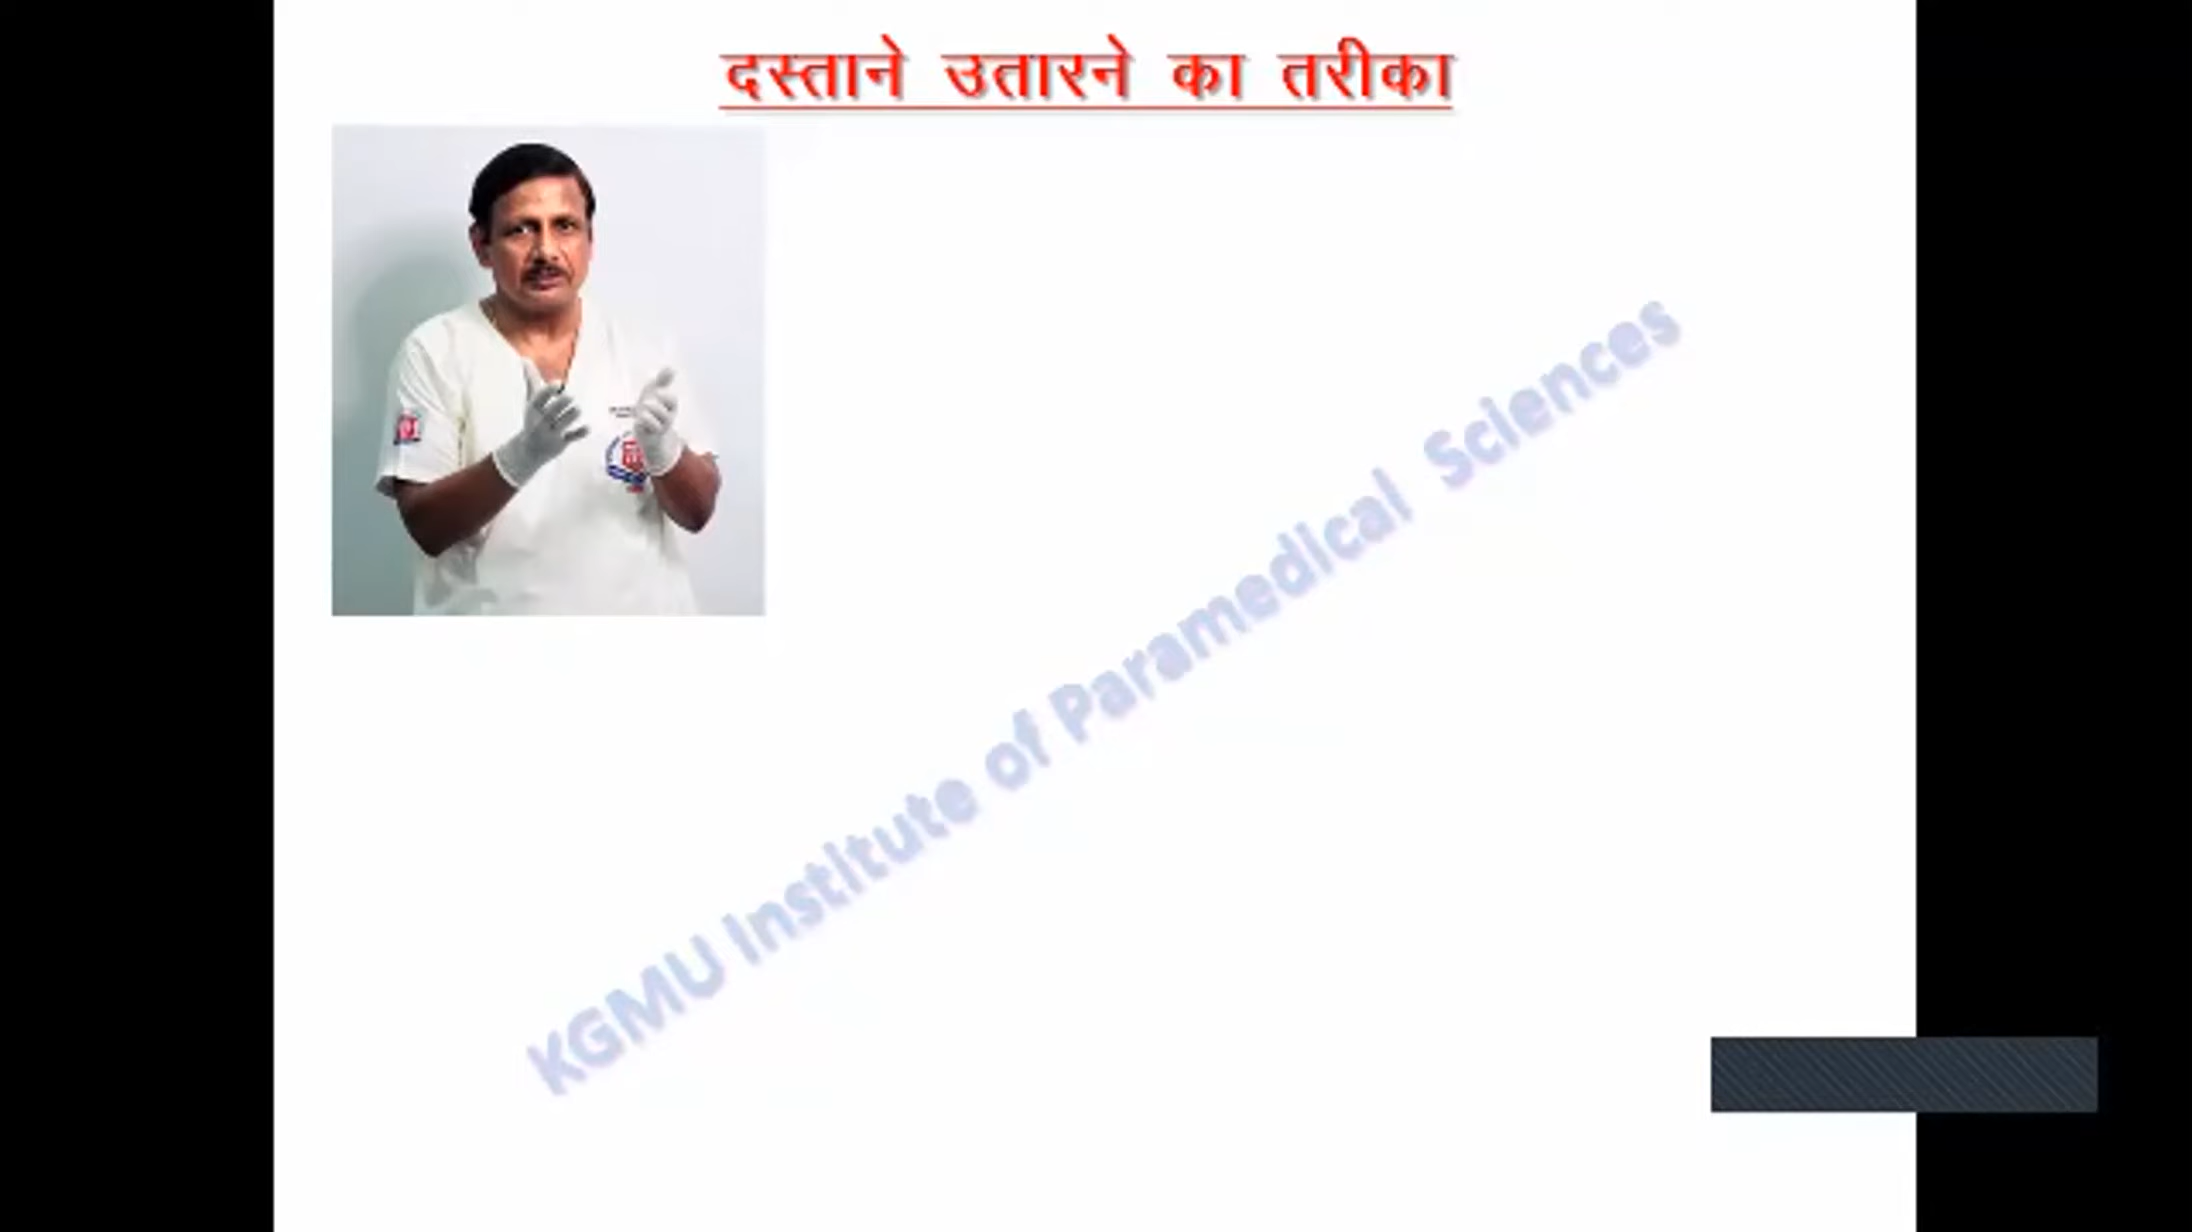 दस्ताने उतारने का तरीका
KGMU Institute of Paramedical Sciences